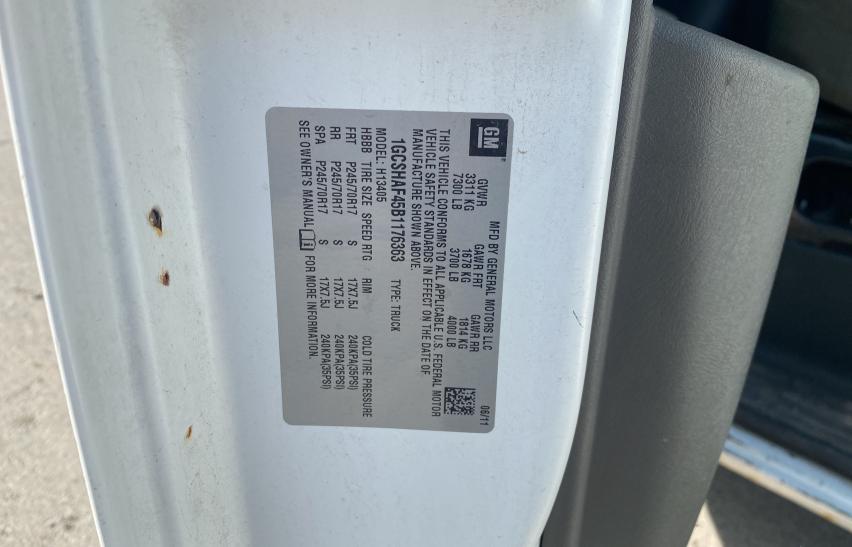 GM
MFD BY GENERAL MOTORS LLC 06/11
GVWR GAWR FRT GAWR RR
3311 KG 1678 KG 1814 KG
7300 LB 3700 LB 4000 LB
THIS VEHICLE CONFORMS TO ALL APPLICABLE U.S. FEDERAL MOTOR
VEHICLE SAFETY STANDARDS IN EFFECT ON THE DATE OF
MANUFACTURE SHOWN ABOVE.
1GCSHAF45B1176363 TYPE: TRUCK
MODEL: H13405
HBBB TIRE SIZE SPEED RTG RIM COLD TIRE PRESSURE
FRT P245/70R17 S 17X7.5J 240KPA(35PSI)
RR P245/70R17 S 17X7.5J 240KPA(35PSI)
SPA P245/70R17 S 17X7.5J 240KPA(35PSI)
SEE OWNER'S MANUAL FOR MORE INFORMATION.